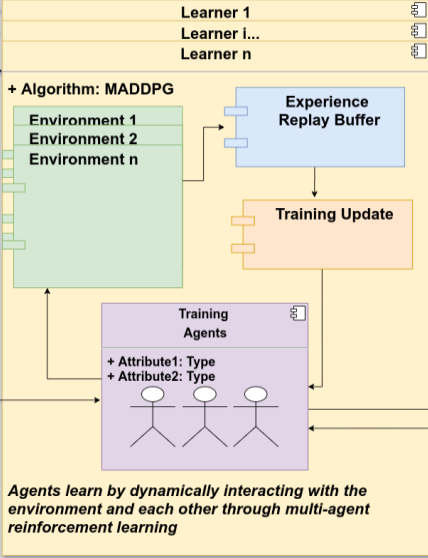 Learner 1
Learner i...
Learner n
+ Algorithm: MADDPG
Environment 1
Environment 2
Environment n
Experience
Replay Buffer
Training Update
Training
Agents
+ Attribute1: Type
+ Attribute2: Type
Agents learn by dynamically interacting with the
environment and each other through multi-agent
reinforcement learning